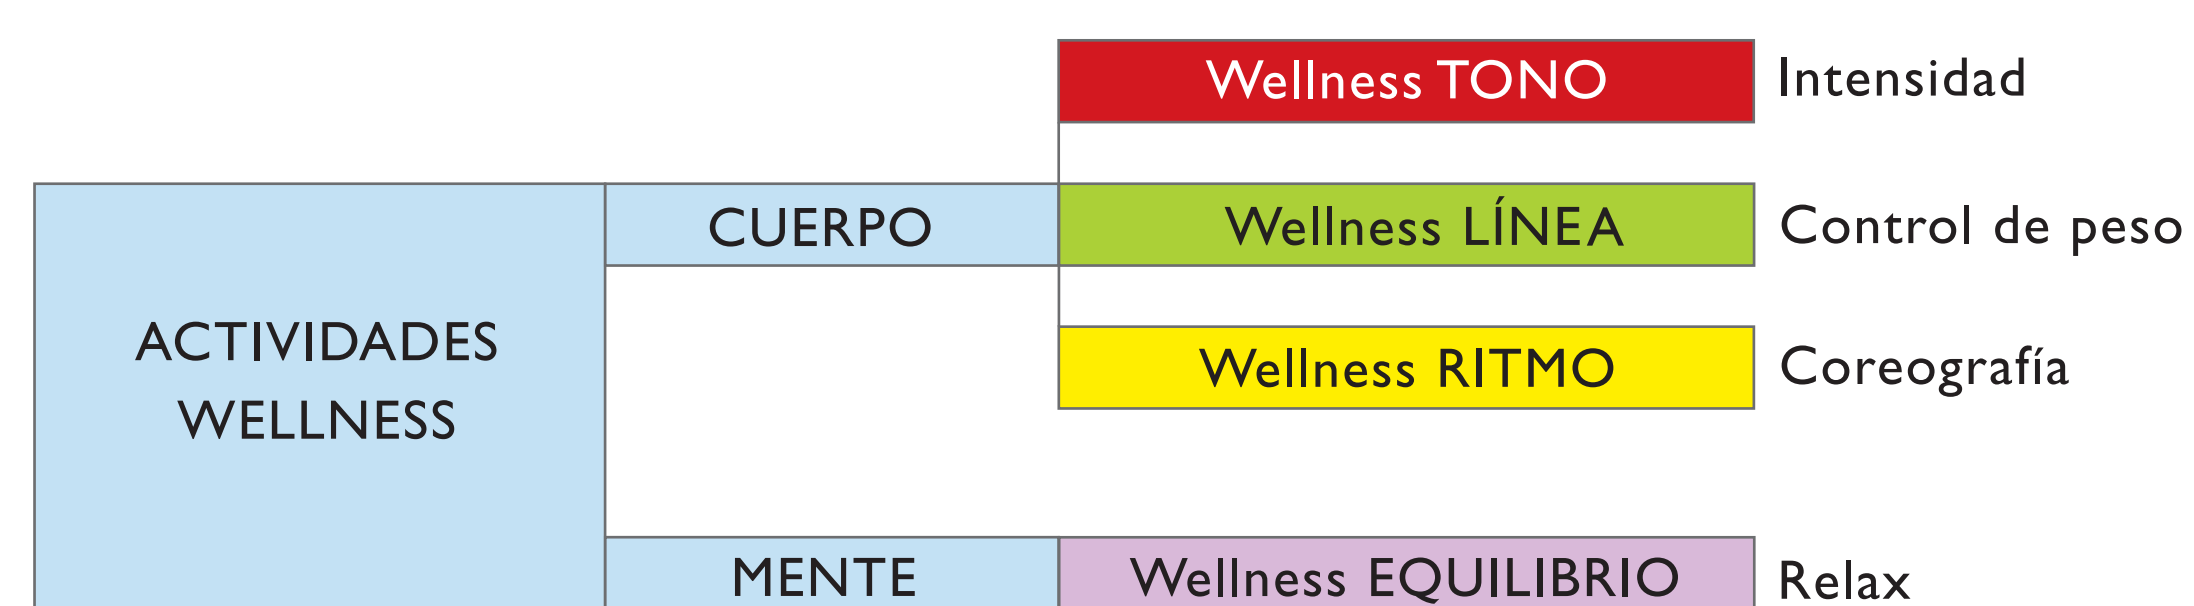 Wellness TONO
Intensidad
CUERPO
Wellness LÍNEA
Control de peso
ACTIVIDADES
WELLNESS
Wellness RITMO
Coreografía
MENTE
Wellness EQUILIBRIO
Relax